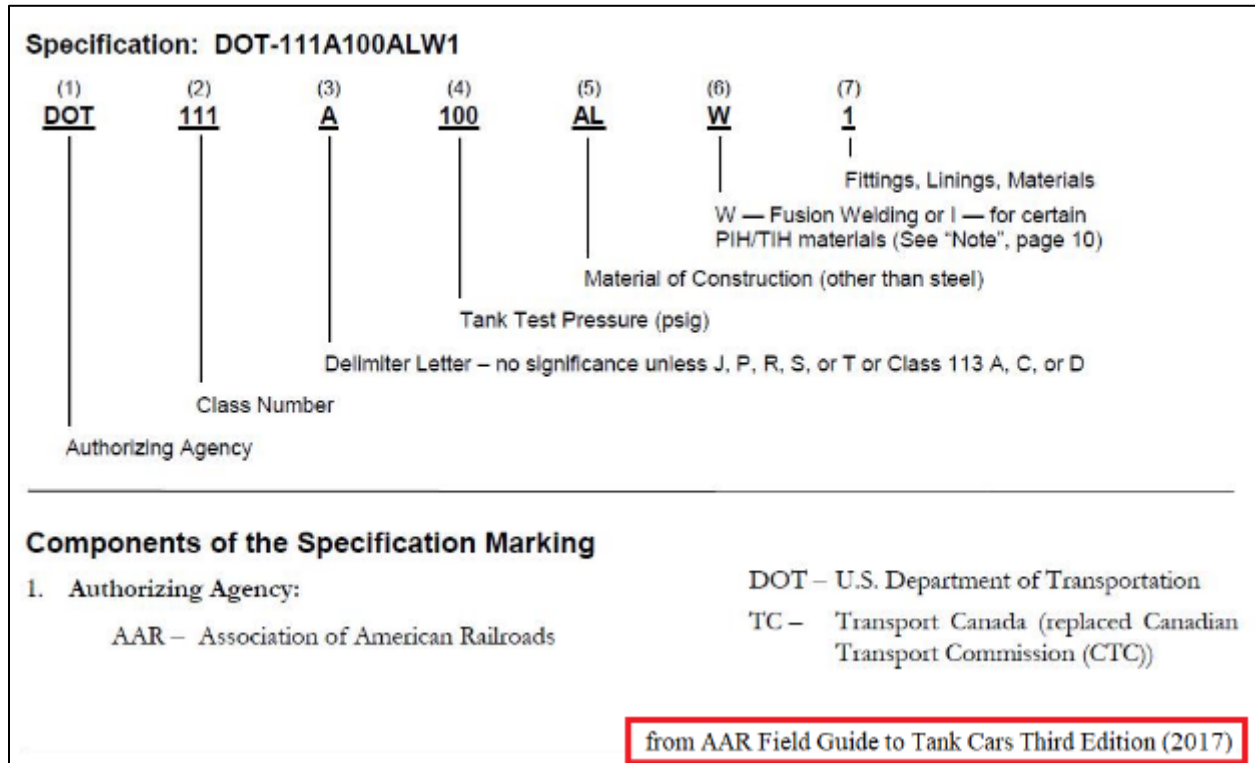 Specification: DOT-111A100ALW1
(1) (2) (3) (4) (5) (6) (7)
DOT 111 A 100 AL W 1
Fittings, Linings, Materials
W — Fusion Welding or I — for certain
PIH/TIH materials (See “Note”, page 10)
Material of Construction (other than steel)
Tank Test Pressure (psig)
Delimiter Letter – no significance unless J, P, R, S, or T or Class 113 A, C, or D
Class Number
Authorizing Agency
Components of the Specification Marking
1. Authorizing Agency:
AAR – Association of American Railroads
DOT – U.S. Department of Transportation
TC – Transport Canada (replaced Canadian
Transport Commission (CTC))
from AAR Field Guide to Tank Cars Third Edition (2017)